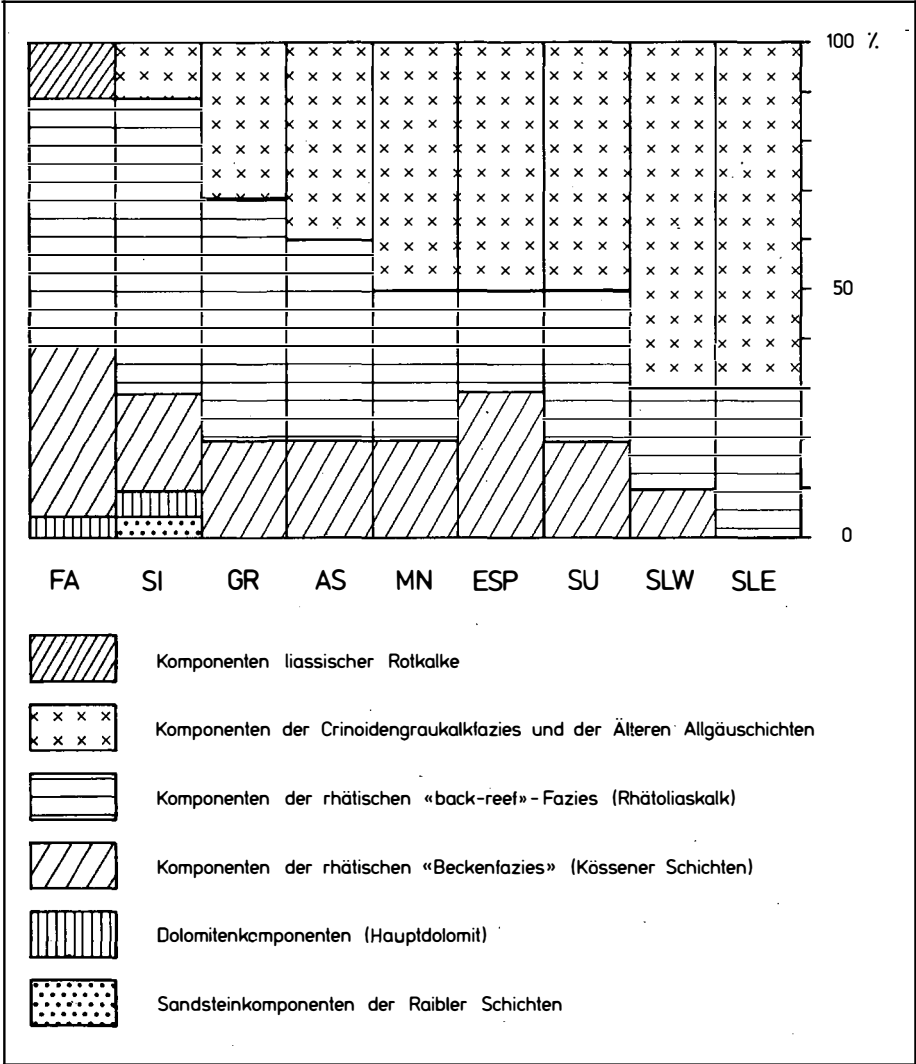 100 %
50
0
FA SI GR AS MN ESP SU SLW SLE
Komponenten liassischer Rotkalke
Komponenten der Crinoidengraukalkfazies und der Älteren Allgäuschichten
Komponenten der rhätischen «back-reef»-Fazies (Rhätoliaskalk)
Komponenten der rhätischen «Beckenfazies» (Kössener Schichten)
Dolomitenkomponenten (Hauptdolomit)
Sandsteinkomponenten der Raibler Schichten